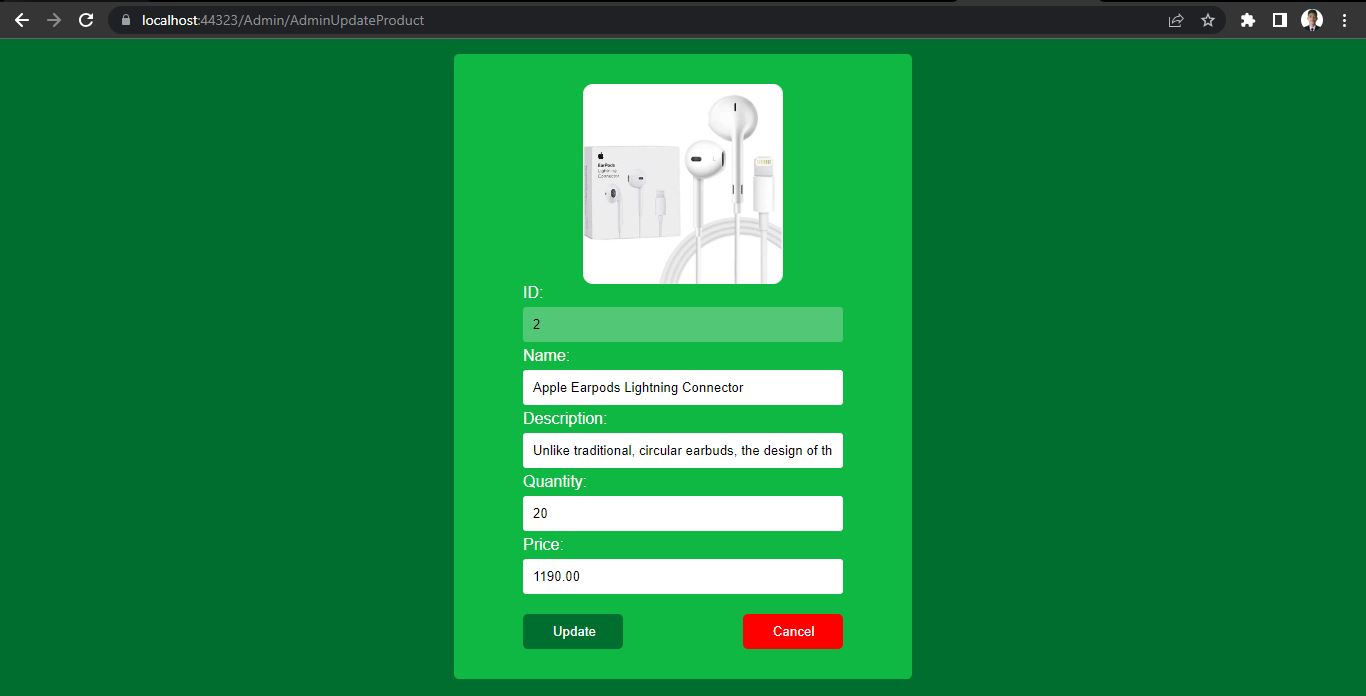 localhost:44323/Admin/AdminUpdateProduct
EarPods
Lightning
Connector
ID:
2
Name:
Apple Earpods Lightning Connector
Description:
Unlike traditional, circular earbuds, the design of th
Quantity:
20
Price:
1190.00
Update
Cancel